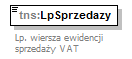 tns:LpSprzedazy
Lp. wiersza ewidencji
sprzedaży VAT